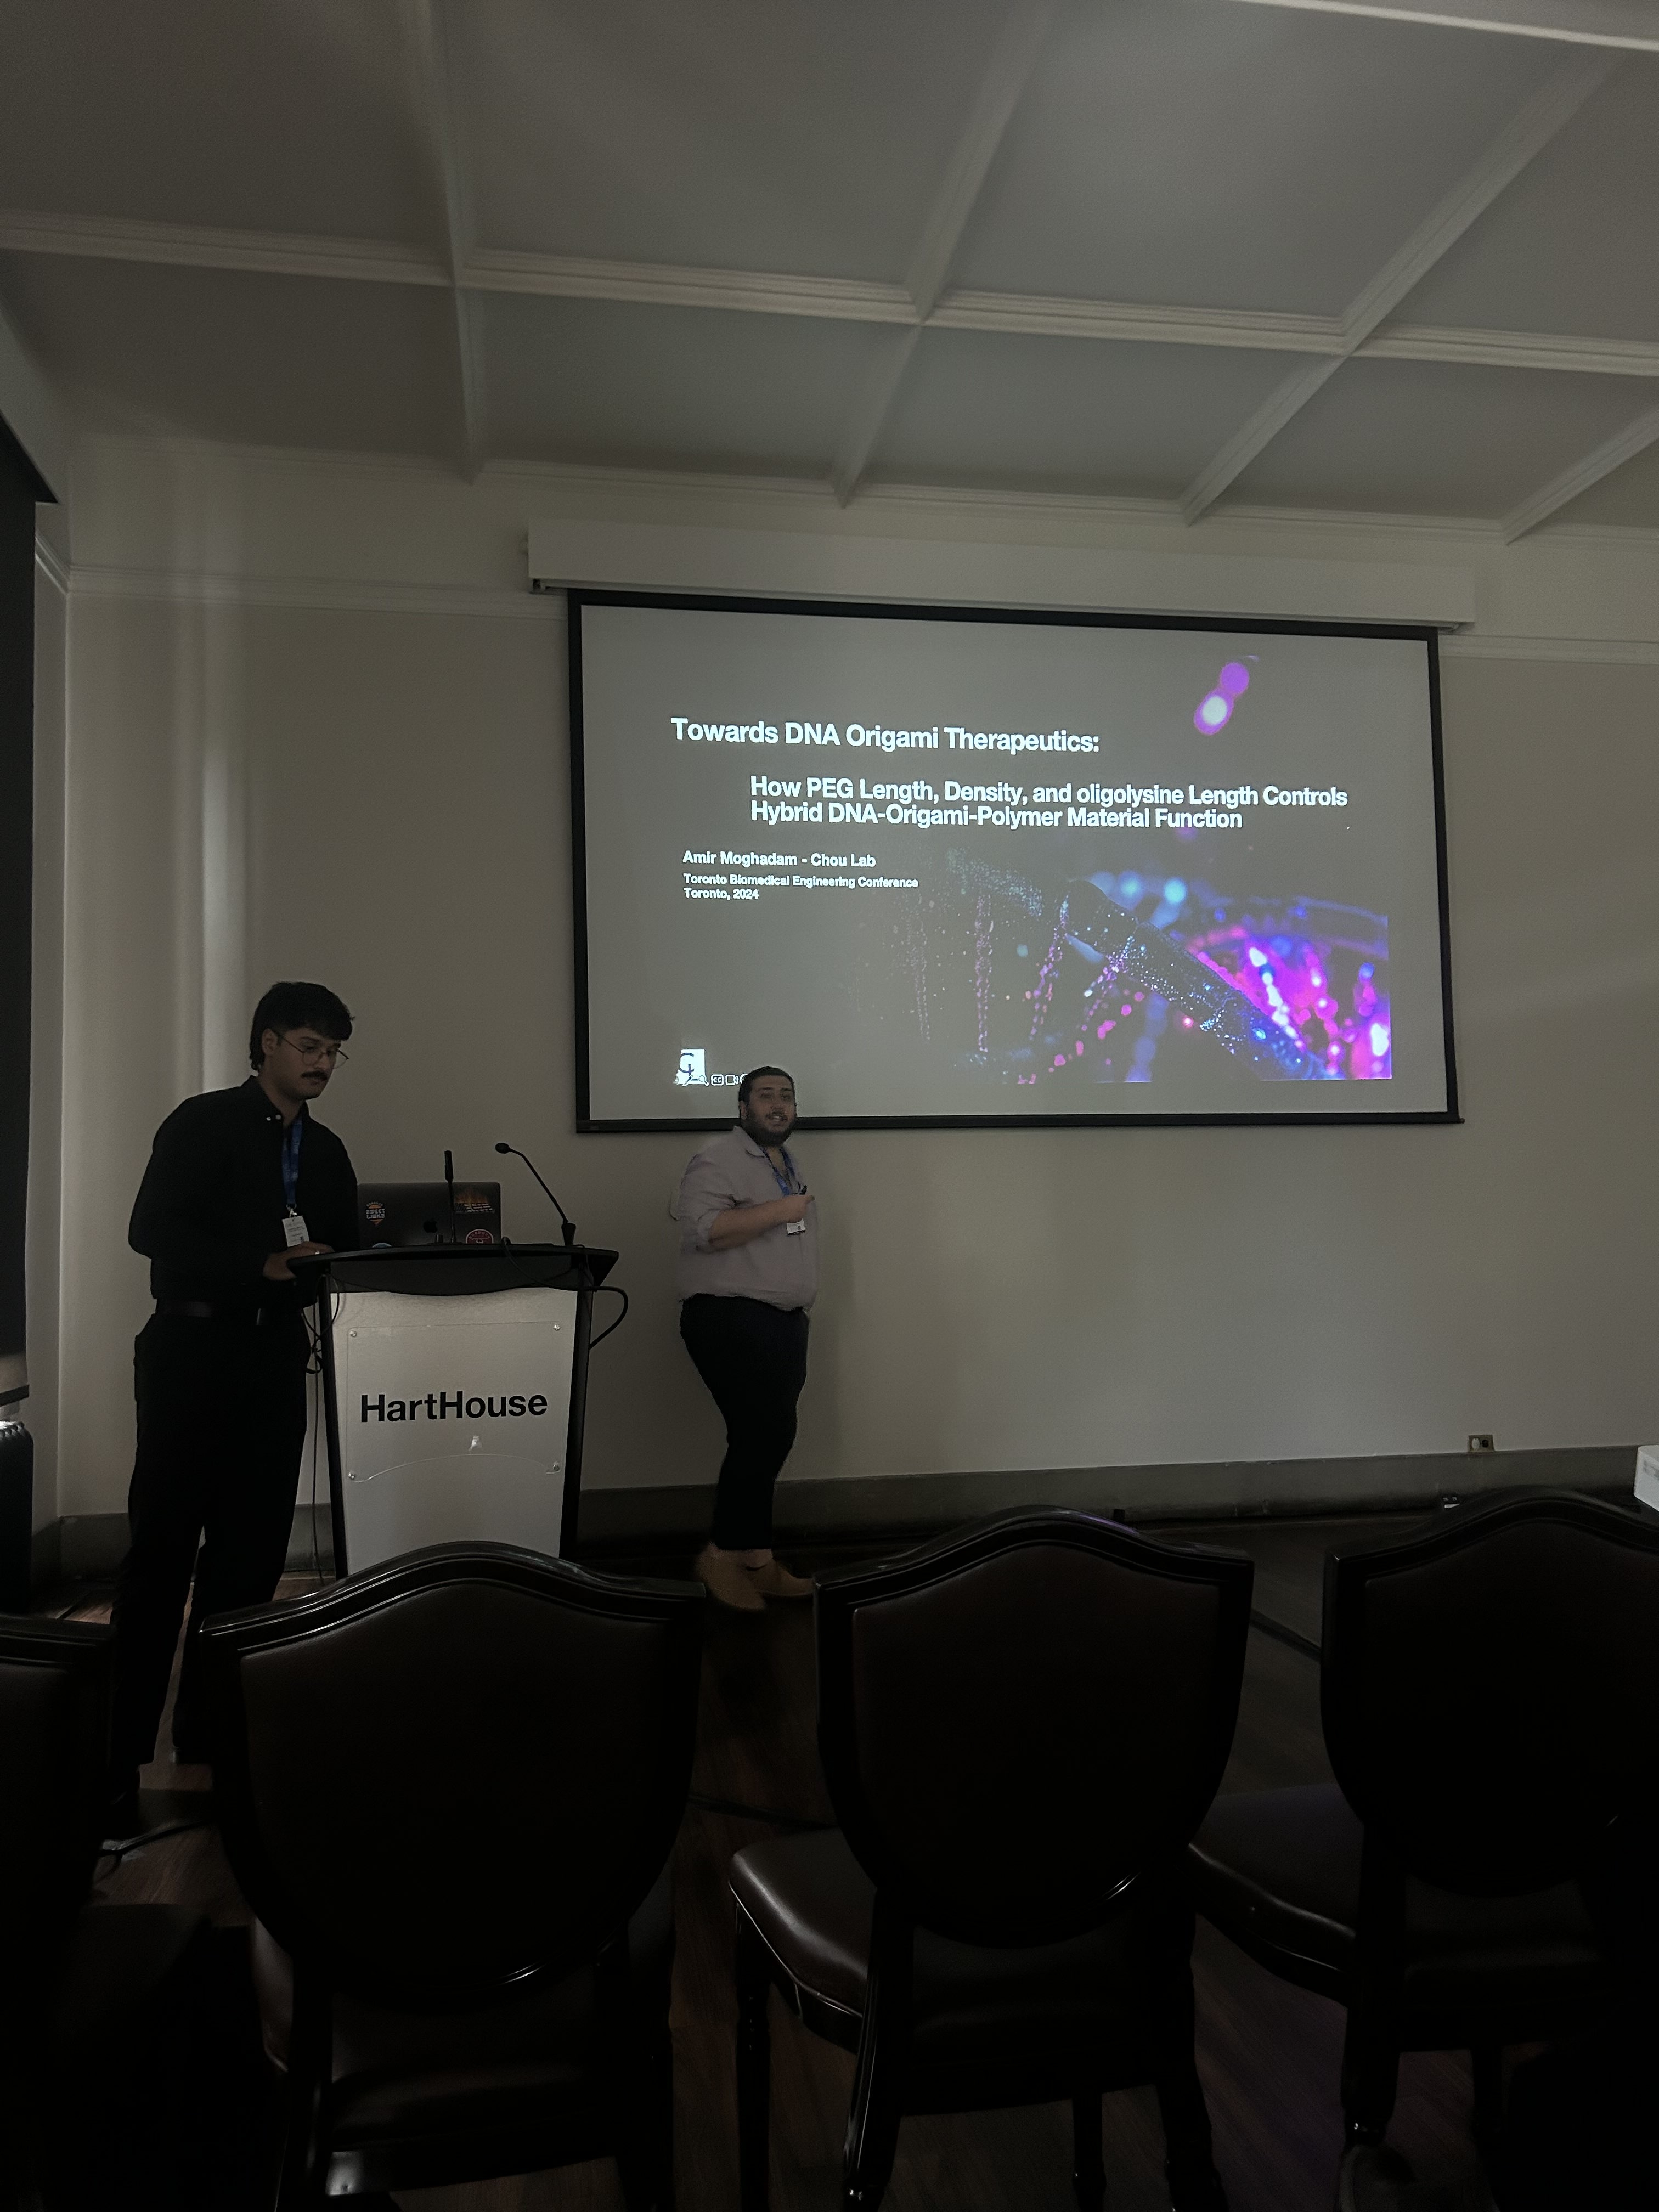 Towards DNA Origami Therapeutics:
How PEG Length, Density, and oligolysine Length Controls
Hybrid DNA-Origami-Polymer Material Function
Amir Moghadam - Chou Lab
Toronto Biomedical Engineering Conference
Toronto, 2024
HartHouse